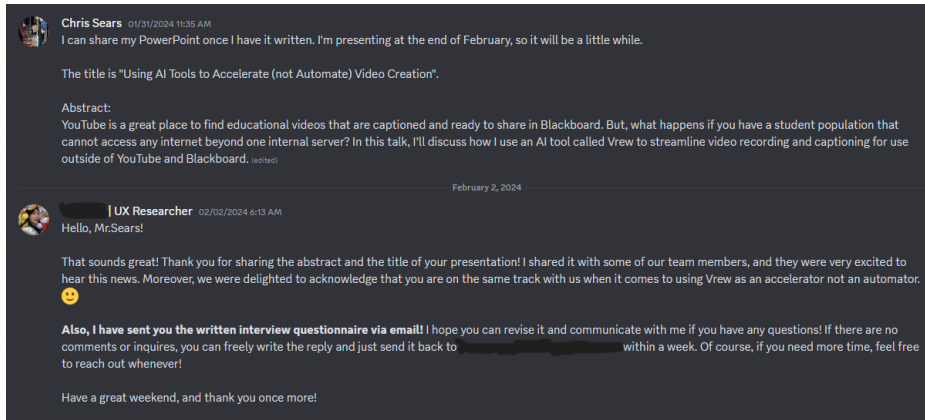 Chris Sears 01/31/2024 11:35 AM
I can share my PowerPoint once I have it written. I'm presenting at the end of February, so it will be a little while.
The title is "Using AI Tools to Accelerate (not Automate) Video Creation".
Abstract:
YouTube is a great place to find educational videos that are captioned and ready to share in Blackboard. But, what happens if you have a student population that
cannot access any internet beyond one internal server? In this talk, I'll discuss how I use an AI tool called Vrew to streamline video recording and captioning for use
outside of YouTube and Blackboard. (edited)
February 2, 2024
| UX Researcher 02/02/2024 6:13 AM
Hello, Mr.Sears!
That sounds great! Thank you for sharing the abstract and the title of your presentation! I shared it with some of our team members, and they were very excited to
hear this news. Moreover, we were delighted to acknowledge that you are on the same track with us when it comes to using Vrew as an accelerator not an automator.
Also, I have sent you the written interview questionnaire via email! I hope you can revise it and communicate with me if you have any questions! If there are no
comments or inquires, you can freely write the reply and just send it back to within a week. Of course, if you need more time, feel free
to reach out whenever!
Have a great weekend, and thank you once more!